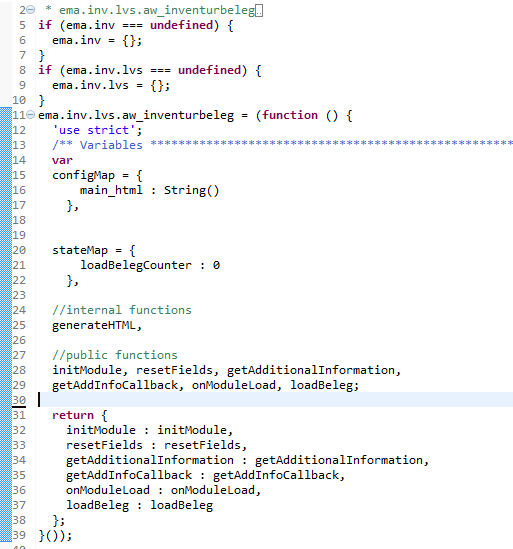 2 * ema.inv.lvs.aw_inventurbeleg
5 if (ema.inv === undefined) {
6   ema.inv = {};
7 }
8 if (ema.inv.lvs === undefined) {
9   ema.inv.lvs = {};
10 }
11 ema.inv.lvs.aw_inventurbeleg = (function () {
12   'use strict';
13   /** Variables ****************************************************
14   var
15   configMap = {
16       main_html : String()
17     },
18
19
20   stateMap = {
21       loadBelegCounter : 0
22     },
23
24   //internal functions
25   generateHTML,
26
27   //public functions
28   initModule, resetFields, getAdditionalInformation,
29   getAddInfoCallback, onModuleLoad, loadBeleg;
30
31   return {
32     initModule : initModule,
33     resetFields : resetFields,
34     getAdditionalInformation : getAdditionalInformation,
35     getAddInfoCallback : getAddInfoCallback,
36     onModuleLoad : onModuleLoad,
37     loadBeleg : loadBeleg
38   };
39 }());